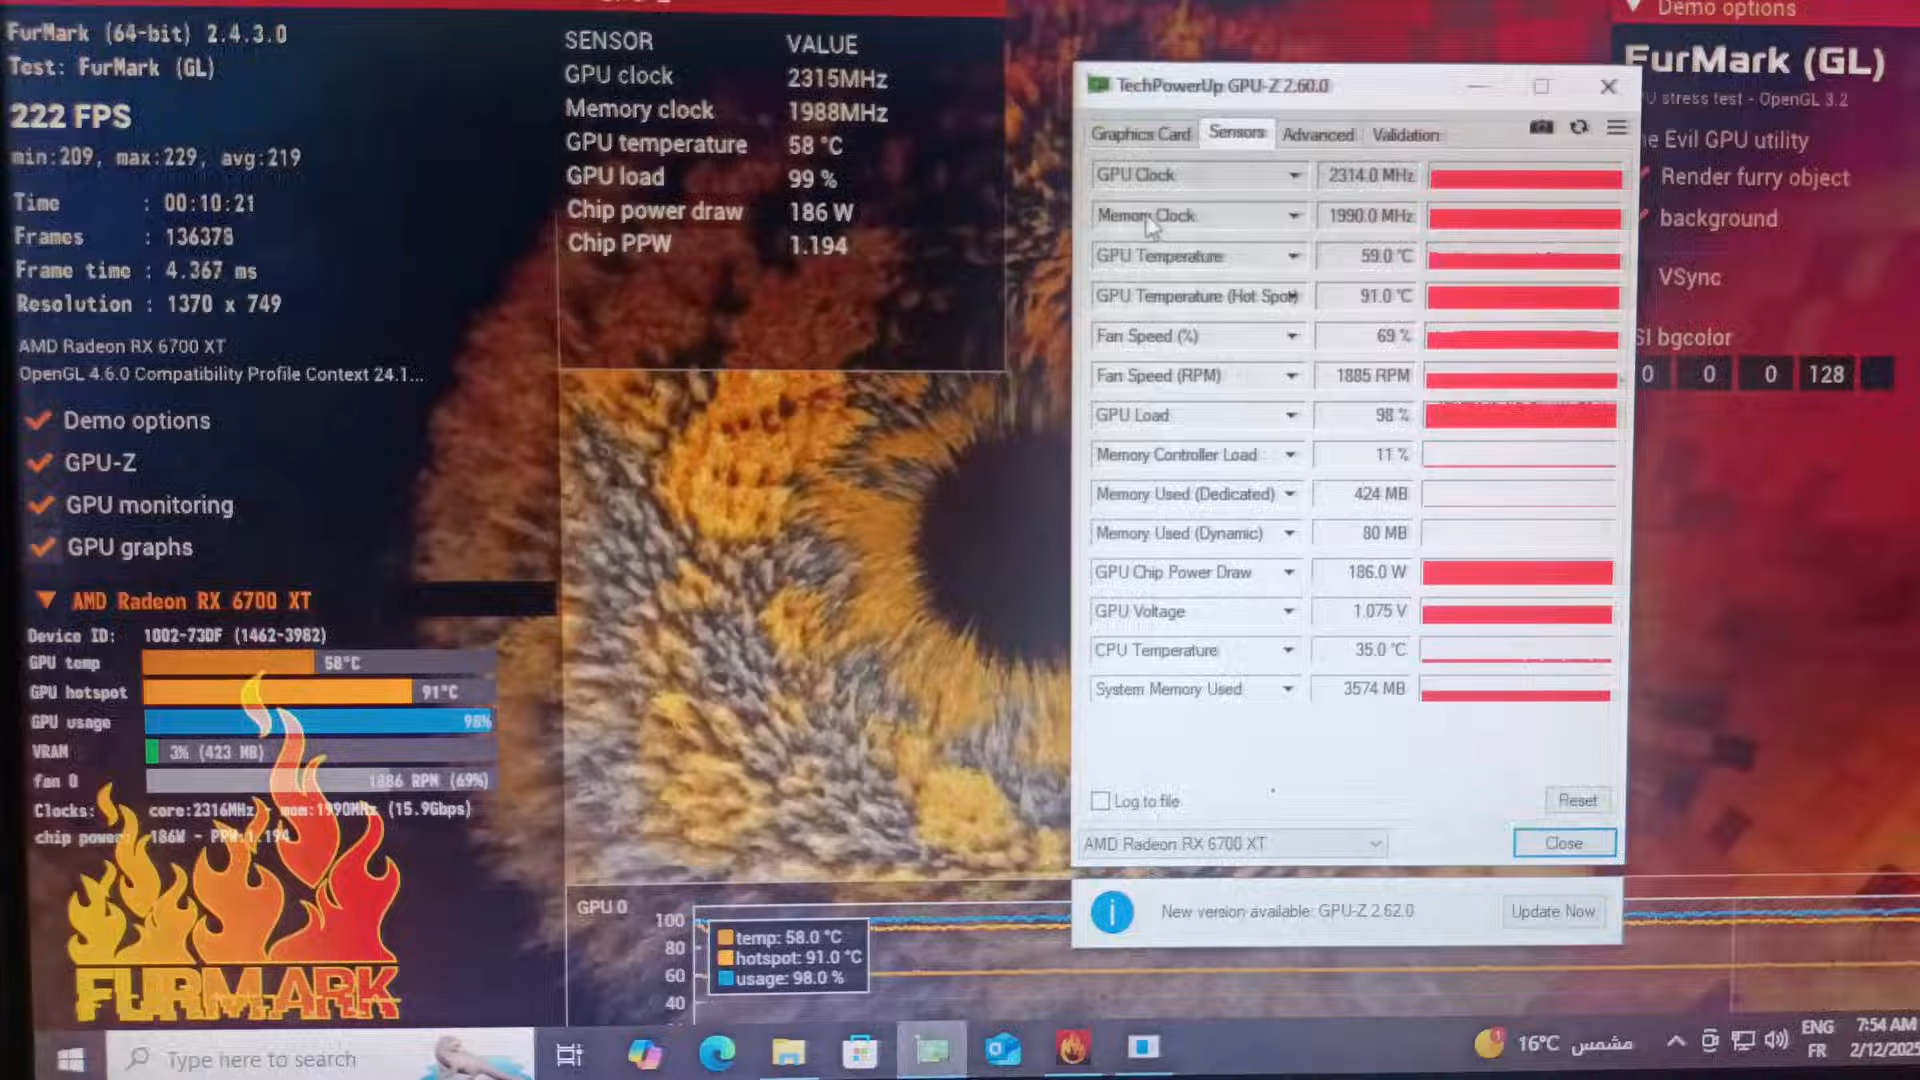 FurMark (64-bit) 2.4.3.0
Test: FurMark (GL)
222 FPS
min:209, max:229, avg:219
Time : 00:10:21
Frames : 136378
Frame time : 4.367 ms
Resolution : 1370 x 749
AMD Radeon RX 6700 XT
OpenGL 4.6.0 Compatibility Profile Context 24.1...
Demo options
GPU-Z
GPU monitoring
GPU graphs
AMD Radeon RX 6700 XT
Device ID: 1002-73DF (1462-3982)
GPU temp 58°C
GPU hotspot 91°C
GPU usage 98%
VRAM 3% (423 MB)
fan 0 1886 RPM (69%)
Clocks: core:2316MHz - mem:1990MHz (15.9Gbps)
chip power: 186W - PPW:1.194
FURMARK
SENSOR VALUE
GPU clock 2315MHz
Memory clock 1988MHz
GPU temperature 58 °C
GPU load 99 %
Chip power draw 186 W
Chip PPW 1.194
TechPowerUp GPU-Z 2.60.0
Graphics Card Sensors Advanced Validation
GPU Clock 2314.0 MHz
Memory Clock 1990.0 MHz
GPU Temperature 59.0 °C
GPU Temperature (Hot Spot) 91.0 °C
Fan Speed (%) 69 %
Fan Speed (RPM) 1885 RPM
GPU Load 98 %
Memory Controller Load 11 %
Memory Used (Dedicated) 424 MB
Memory Used (Dynamic) 80 MB
GPU Chip Power Draw 186.0 W
GPU Voltage 1.075 V
CPU Temperature 35.0 °C
System Memory Used 3574 MB
Log to file Reset
AMD Radeon RX 6700 XT Close
New version available: GPU-Z 2.62.0 Update Now
Demo options
FurMark (GL)
U stress test - OpenGL 3.2
e Evil GPU utility
Render furry object
background
VSync
SI bgcolor
0 0 0 128
GPU 0
100
80
60
40
temp: 58.0 °C
hotspot: 91.0 °C
usage: 98.0 %
Type here to search
16°C مشمس
ENG
FR
7:54 AM
2/12/2025